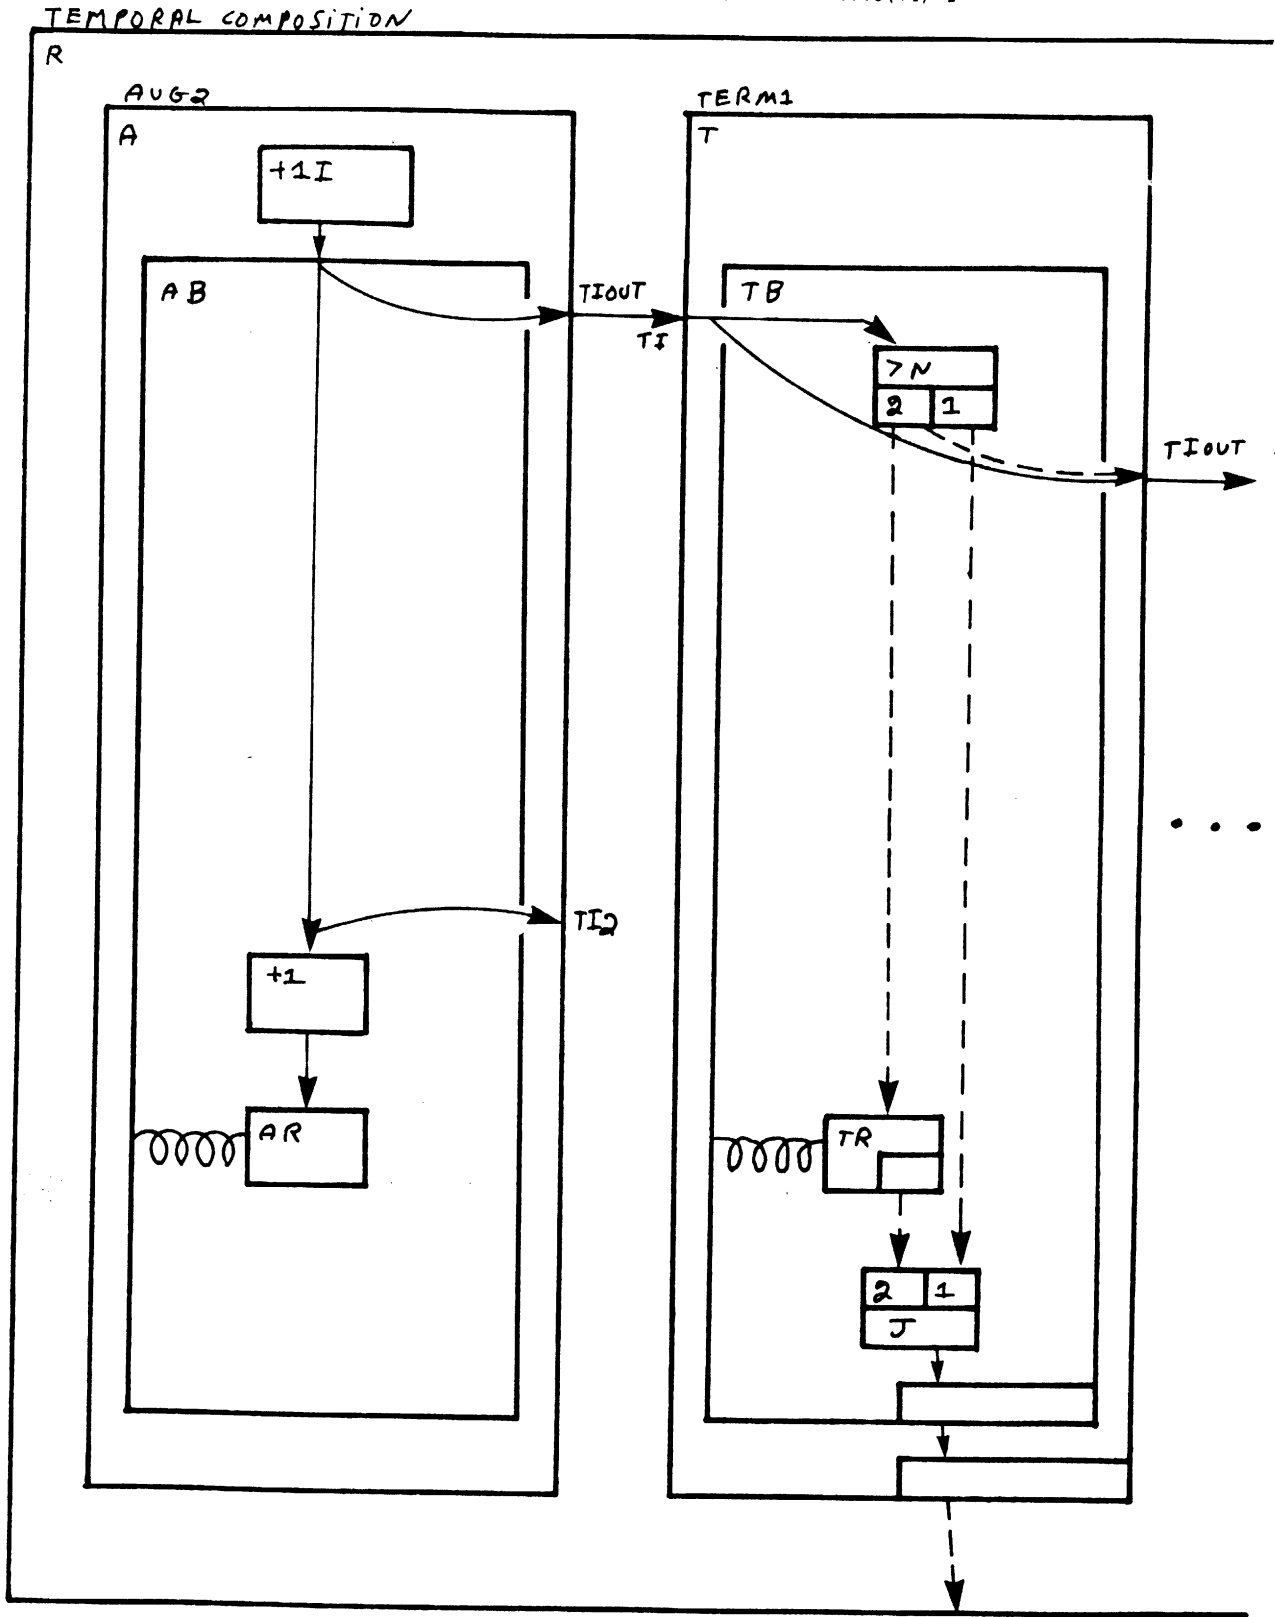 TEMPORAL COMPOSITION
R
AUG2
A
+1I
AB
TIOUT
TI
TI2
+1
AR
TERM1
T
TB
>N
2 1
TIOUT
. . .
TR
2 1
J